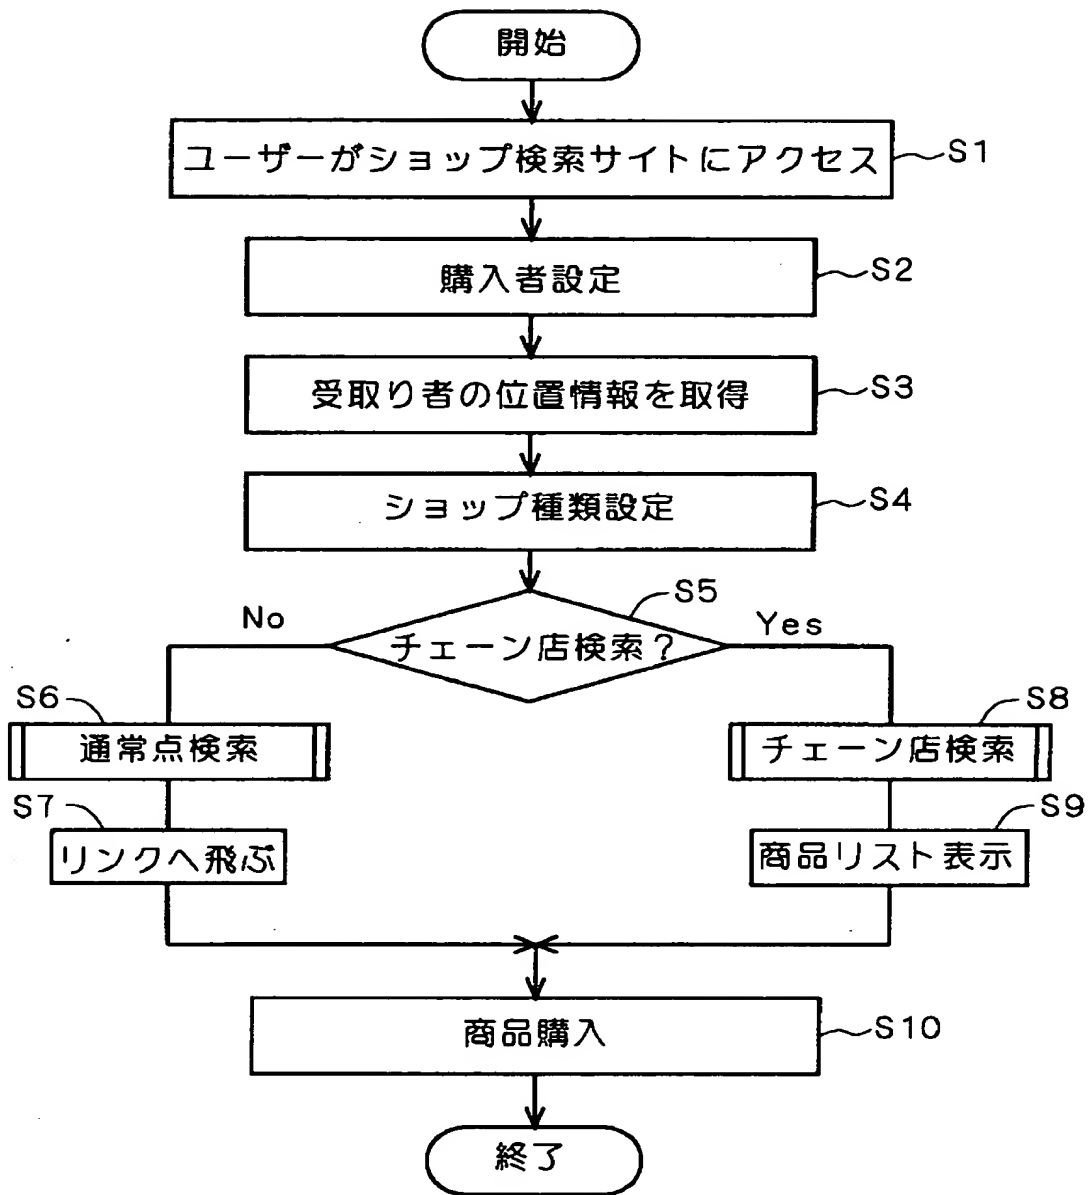 開始
ユーザーがショップ検索サイトにアクセス
S1
購入者設定
S2
受取り者の位置情報を取得
S3
ショップ種類設定
S4
S5
No
チェーン店検索?
Yes
S6
通常点検索
S8
チェーン店検索
S7
リンクへ飛ぶ
S9
商品リスト表示
商品購入
S10
終了